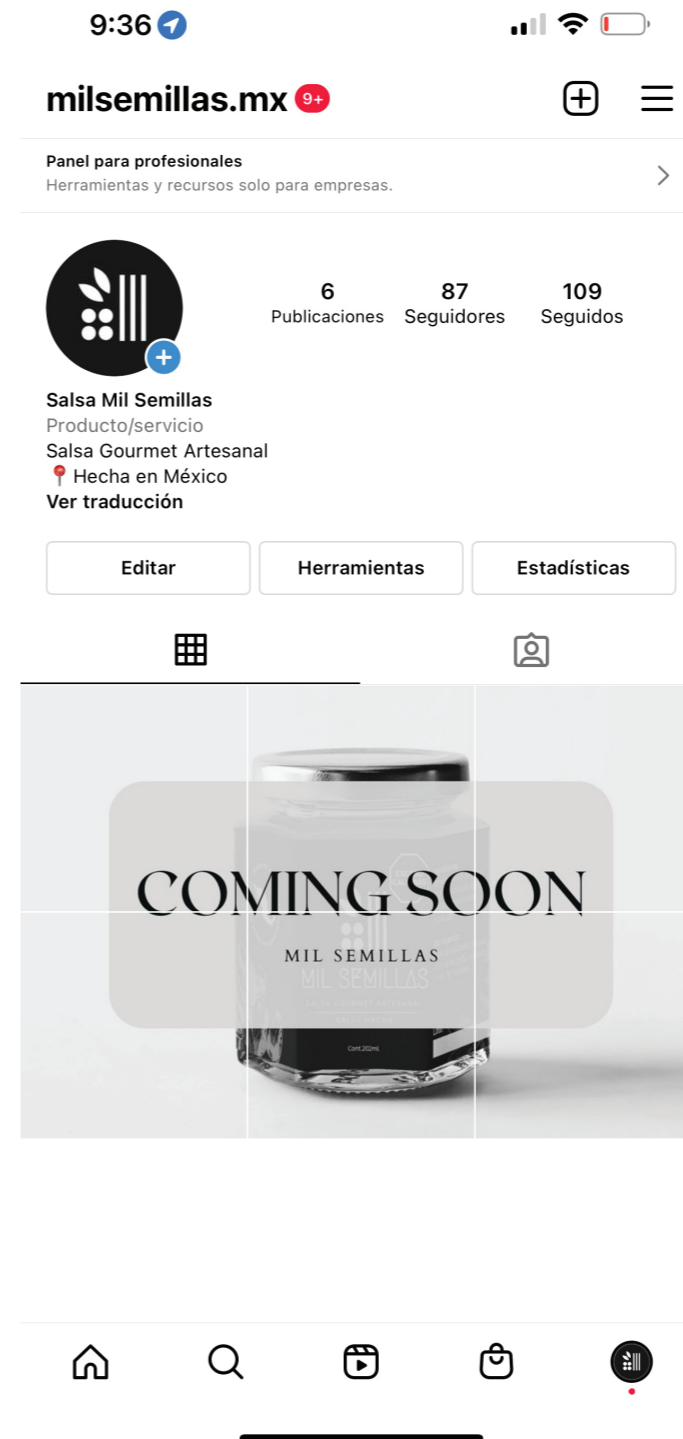 9:36
milsemillas.mx 9+
Panel para profesionales
Herramientas y recursos solo para empresas.
6 87 109
Publicaciones Seguidores Seguidos
Salsa Mil Semillas
Producto/servicio
Salsa Gourmet Artesanal
📍 Hecha en México
Ver traducción
Editar Herramientas Estadísticas
COMING SOON
MIL SEMILLAS
MIL SEMILLAS
SALSA GOURMET ARTESANAL
SALSA MACHA
Cont.202mL